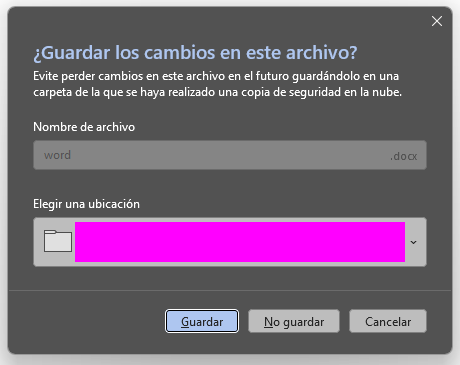 ¿Guardar los cambios en este archivo?
Evite perder cambios en este archivo en el futuro guardándolo en una
carpeta de la que se haya realizado una copia de seguridad en la nube.
Nombre de archivo
word .docx
Elegir una ubicación
Guardar No guardar Cancelar